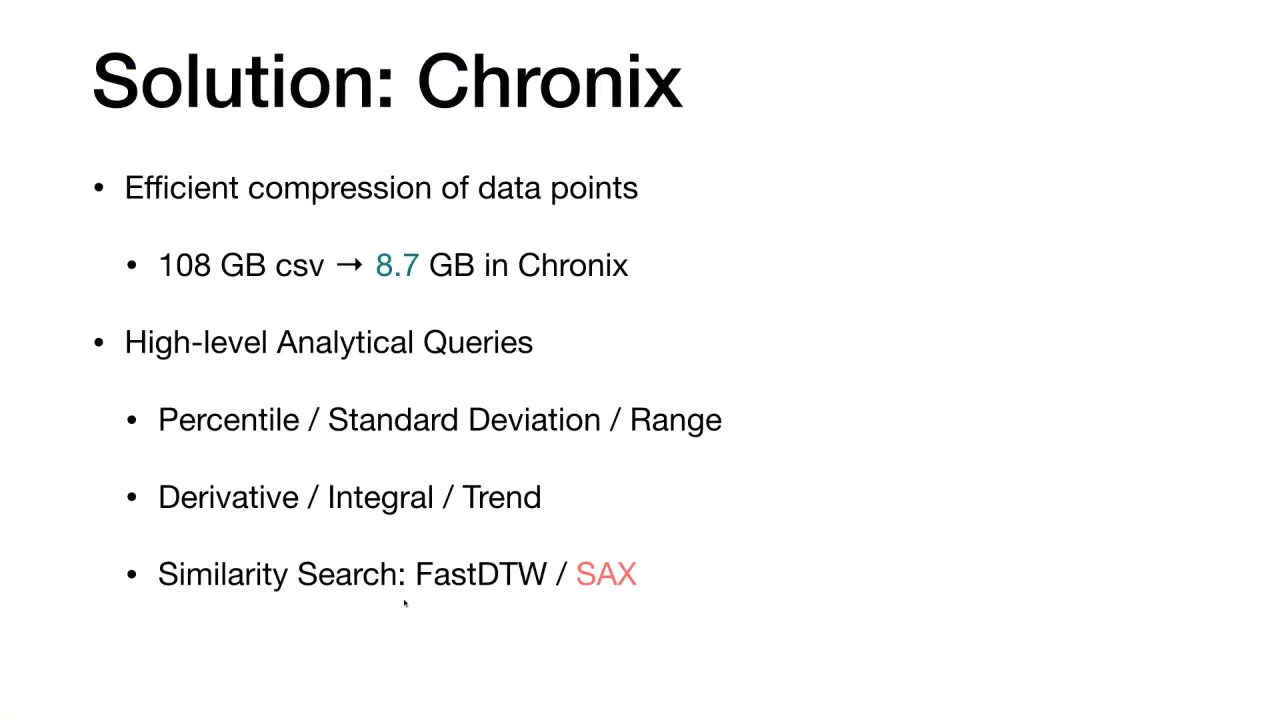 Solution: Chronix
• Efficient compression of data points
• 108 GB csv → 8.7 GB in Chronix
• High-level Analytical Queries
• Percentile / Standard Deviation / Range
• Derivative / Integral / Trend
• Similarity Search: FastDTW / SAX